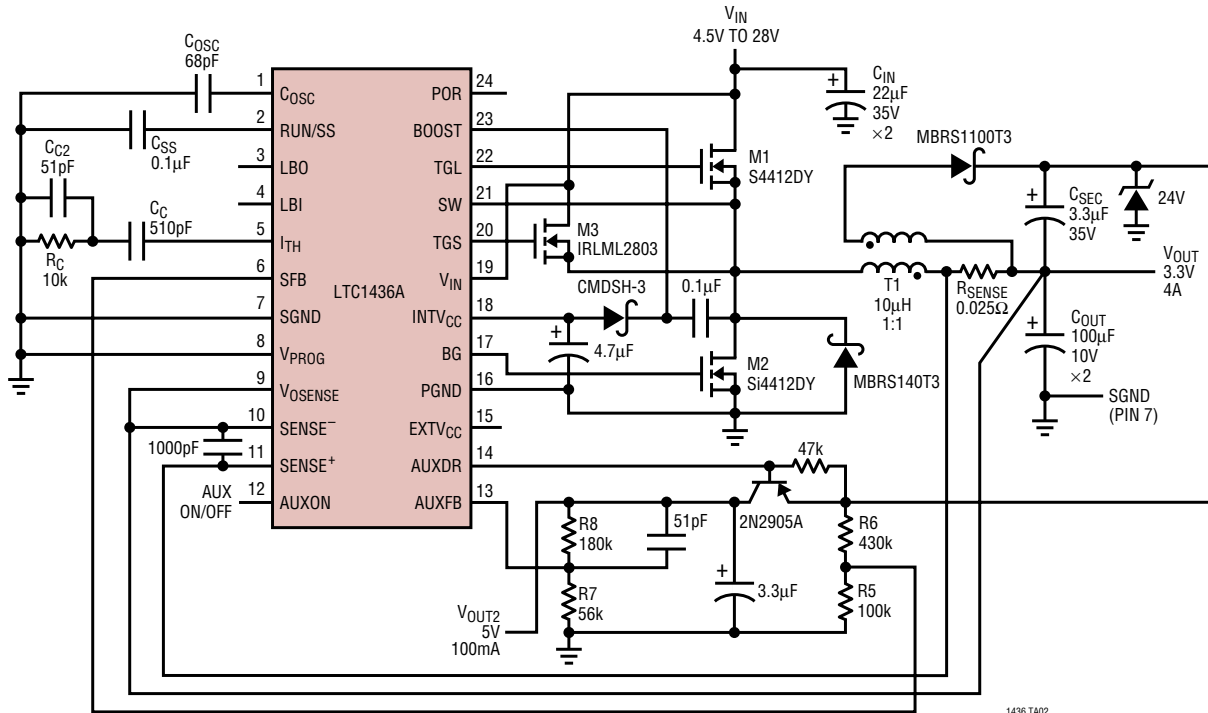 V_IN
4.5V TO 28V
C_OSC
68pF
C_SS
0.1µF
C_C2
51pF
C_C
510pF
R_C
10k
AUX
ON/OFF
1000pF
1
C_OSC
2
RUN/SS
3
LBO
4
LBI
5
I_TH
6
SFB
7
SGND
8
V_PROG
9
V_OSENSE
10
SENSE⁻
11
SENSE⁺
12
AUXON
LTC1436A
24
POR
23
BOOST
22
TGL
21
SW
20
TGS
19
V_IN
18
INTV_CC
17
BG
16
PGND
15
EXTV_CC
14
AUXDR
13
AUXFB
+
C_IN
22µF
35V
×2
M1
S4412DY
M3
IRLML2803
CMDSH-3
0.1µF
+
4.7µF
M2
Si4412DY
MBRS140T3
MBRS1100T3
+
C_SEC
3.3µF
35V
24V
T1
10µH
1:1
R_SENSE
0.025Ω
V_OUT
3.3V
4A
+
C_OUT
100µF
10V
×2
SGND
(PIN 7)
47k
2N2905A
R8
180k
51pF
R6
430k
R7
56k
+
3.3µF
R5
100k
V_OUT2
5V
100mA
1436 TA02